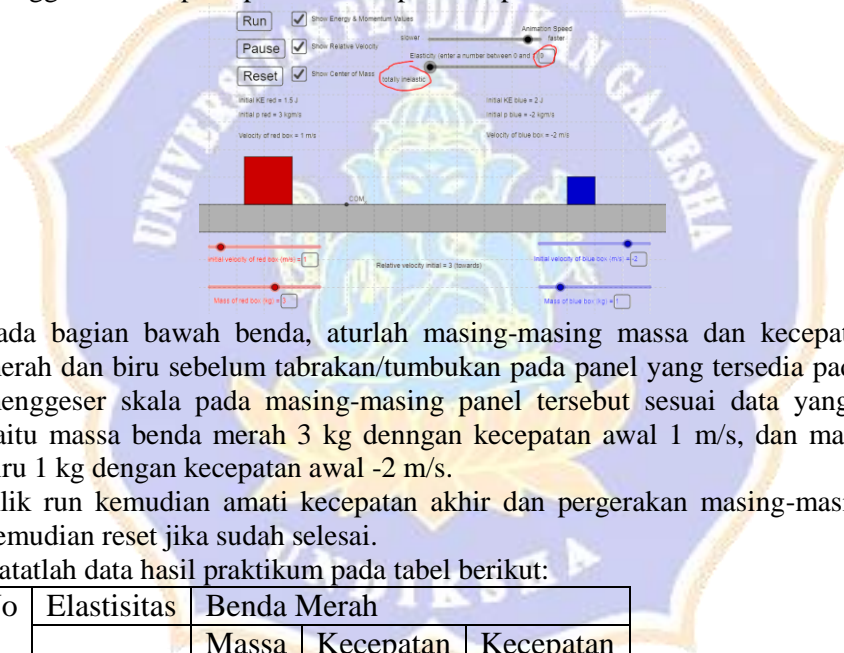 Run
Show Energy & Momentum Values
Animation Speed
slower
faster
Pause
Show Relative Velocity
Elasticity (enter a number between 0 and
0
Reset
Show Center of Mass
totally inelastic
Initial KE red = 1.5 J
Initial KE blue = 2 J
Initial p red = 3 kgm/s
Initial p blue = -2 kgm/s
Velocity of red box = 1 m/s
Velocity of blue box = -2 m/s
COM
Initial velocity of red box (m/s) = 1
Relative velocity initial = 3 (towards)
Initial velocity of blue box (m/s) = -2
Mass of red box (kg) = 3
Mass of blue box (kg) = 1
ada bagian bawah benda, aturlah masing-masing massa dan kecepat
erah dan biru sebelum tabrakan/tumbukan pada panel yang tersedia pad
enggeser skala pada masing-masing panel tersebut sesuai data yang
aitu massa benda merah 3 kg denngan kecepatan awal 1 m/s, dan ma
iru 1 kg dengan kecepatan awal -2 m/s.
lik run kemudian amati kecepatan akhir dan pergerakan masing-masi
emudian reset jika sudah selesai.
atatlah data hasil praktikum pada tabel berikut:
o Elastisitas Benda Merah
Massa Kecepatan Kecepatan
UNIVERSITAS PENDIDIKAN GANESHA
UNDIKSHA